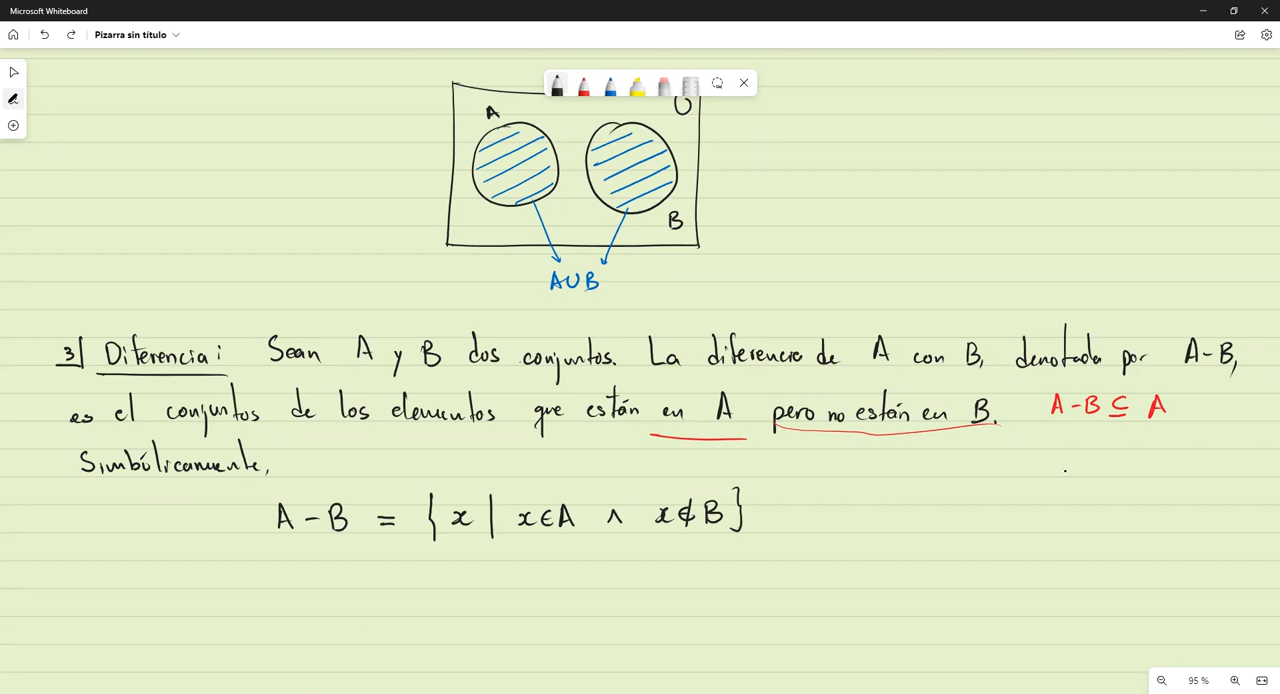 Microsoft Whiteboard
Pizarra sin título
A
U
B
A∪B
3] Diferencia: Sean A y B dos conjuntos. La diferencia de A con B, denotada por A-B,
es el conjuntos de los elementos que están en A pero no están en B. A-B ⊆ A
Simbólicamente,
A-B = {x | x∈A ∧ x∉B}
95 %